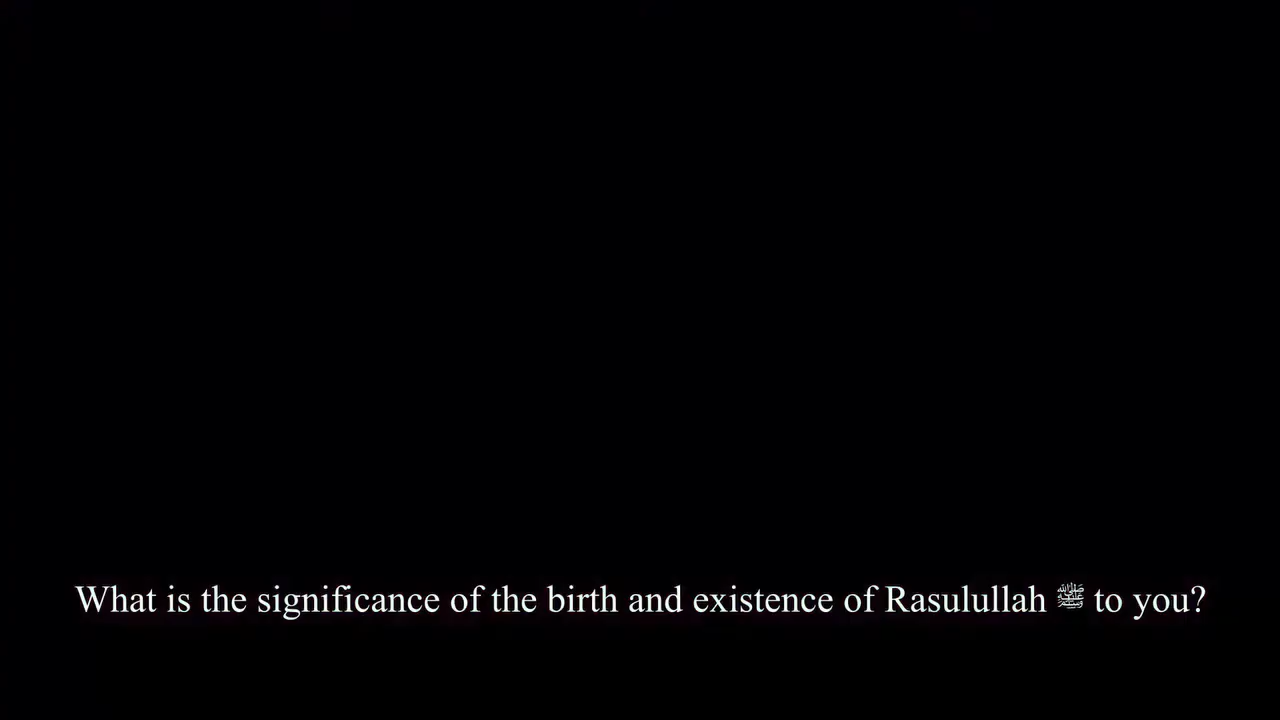 What is the significance of the birth and existence of Rasulullah ﷺ to you?